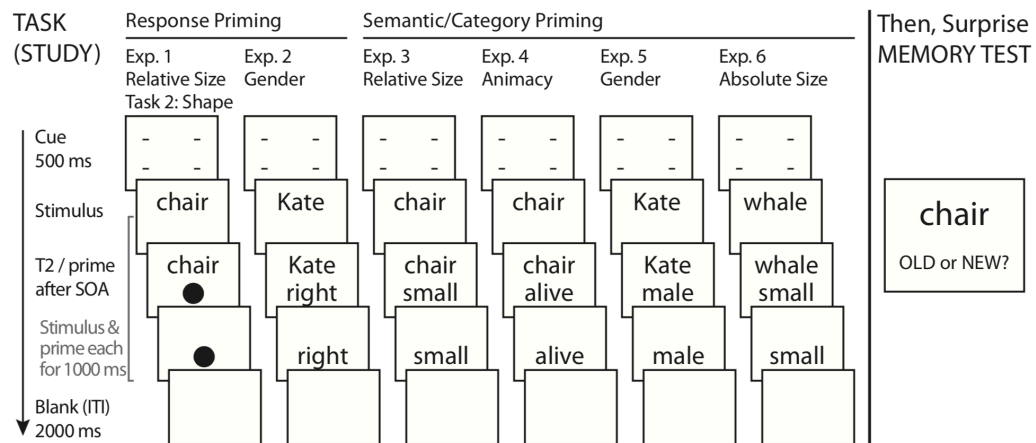 TASK
(STUDY)
Response Priming
Semantic/Category Priming
Then, Surprise
MEMORY TEST
Exp. 1
Relative Size
Task 2: Shape
Exp. 2
Gender
Exp. 3
Relative Size
Exp. 4
Animacy
Exp. 5
Gender
Exp. 6
Absolute Size
Cue
500 ms
- - - - - - - - - - - -
- - - - - - - - - - - -
Stimulus
chair Kate chair chair Kate whale
T2 / prime
after SOA
chair Kate chair chair Kate whale
right small alive male small
Stimulus &
prime each
for 1000 ms
right small alive male small
Blank (ITI)
2000 ms
chair
OLD or NEW?